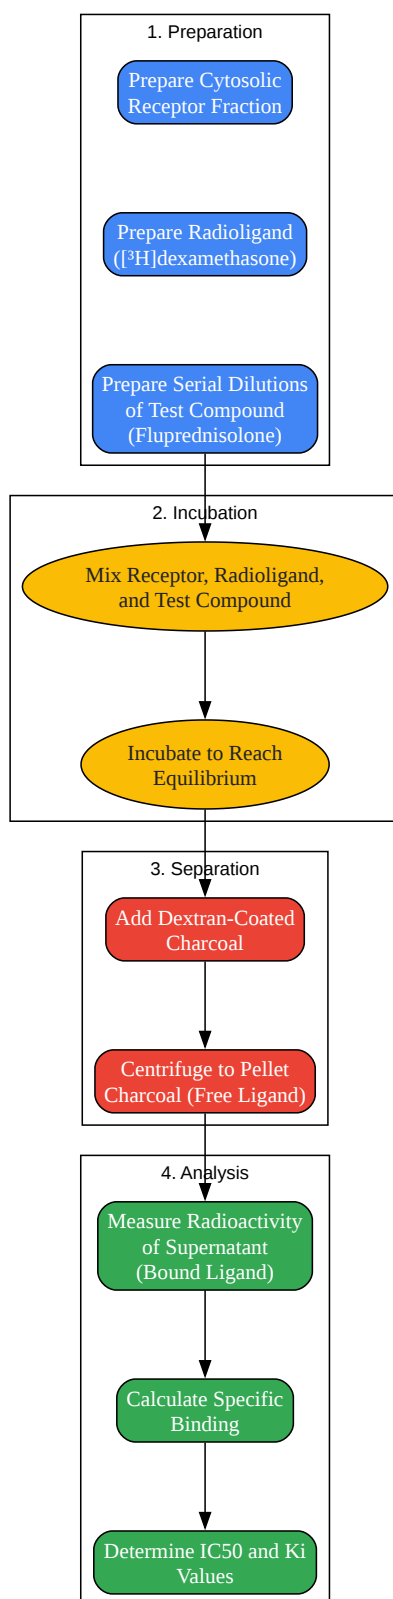 1. Preparation
Prepare Cytosolic
Receptor Fraction
Prepare Radioligand
([³H]dexamethasone)
Prepare Serial Dilutions
of Test Compound
(Fluprednisolone)
2. Incubation
Mix Receptor, Radioligand,
and Test Compound
Incubate to Reach
Equilibrium
3. Separation
Add Dextran-Coated
Charcoal
Centrifuge to Pellet
Charcoal (Free Ligand)
4. Analysis
Measure Radioactivity
of Supernatant
(Bound Ligand)
Calculate Specific
Binding
Determine IC50 and Ki
Values